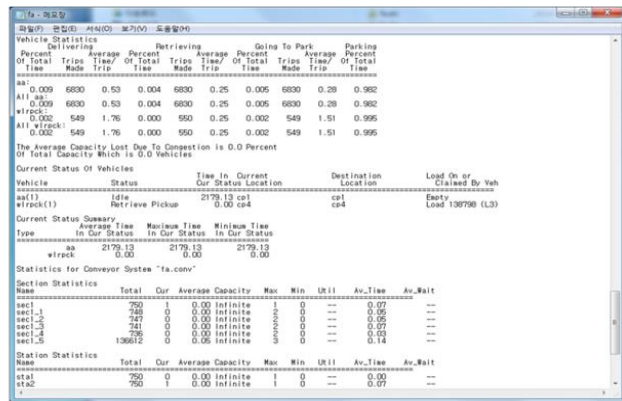 fa - 메모장
파일(F) 편집(E) 서식(O) 보기(V) 도움말(H)
Vehicle Statistics
Delivering Retrieving Going To Park Parking
Percent Average Percent Average Percent Average Percent
Of Total Trips Time/ Of Total Trips Time/ Of Total Trips Time/ Of Total
Time Made Trip Time Made Trip Time Made Trip Time
aa:
0.009 6830 0.53 0.004 6830 0.25 0.005 6830 0.28 0.982
All aa:
0.009 6830 0.53 0.004 6830 0.25 0.005 6830 0.28 0.982
wlrpck:
0.002 549 1.76 0.000 550 0.25 0.002 549 1.51 0.995
All wlrpck:
0.002 549 1.76 0.000 550 0.25 0.002 549 1.51 0.995
The Average Capacity Lost Due To Congestion is 0.0 Percent
Of Total Capacity Which is 0.0 Vehicles
Current Status Of Vehicles
Time In Current Destination Load On or
Vehicle Status Cur Status Location Location Claimed By Veh
aa(1) Idle 2179.13 cp1 cp1 Empty
wlrpck(1) Retrieve Pickup 0.00 cp4 cp4 Load 138798 (L3)
Current Status Summary
Average Time Maximum Time Minimum Time
Type In Cur Status In Cur Status In Cur Status
aa 2179.13 2179.13 2179.13
wlrpck 0.00 0.00 0.00
Statistics for Conveyor System "fa.conv"
Section Statistics
Name Total Cur Average Capacity Max Min Util Av_Time Av_Wait
sec1 750 1 0.00 Infinite 1 0 -- 0.07 --
sec1_1 748 0 0.00 Infinite 2 0 -- 0.05 --
sec1_2 747 0 0.00 Infinite 2 0 -- 0.05 --
sec1_3 741 0 0.00 Infinite 2 0 -- 0.07 --
sec1_4 736 0 0.00 Infinite 2 0 -- 0.03 --
sec1_5 136612 0 0.05 Infinite 3 0 -- 0.14 --
Station Statistics
Name Total Cur Average Capacity Max Min Util Av_Time Av_Wait
sta1 750 0 0.00 Infinite 1 0 -- 0.00 --
sta2 750 1 0.00 Infinite 1 0 -- 0.07 --